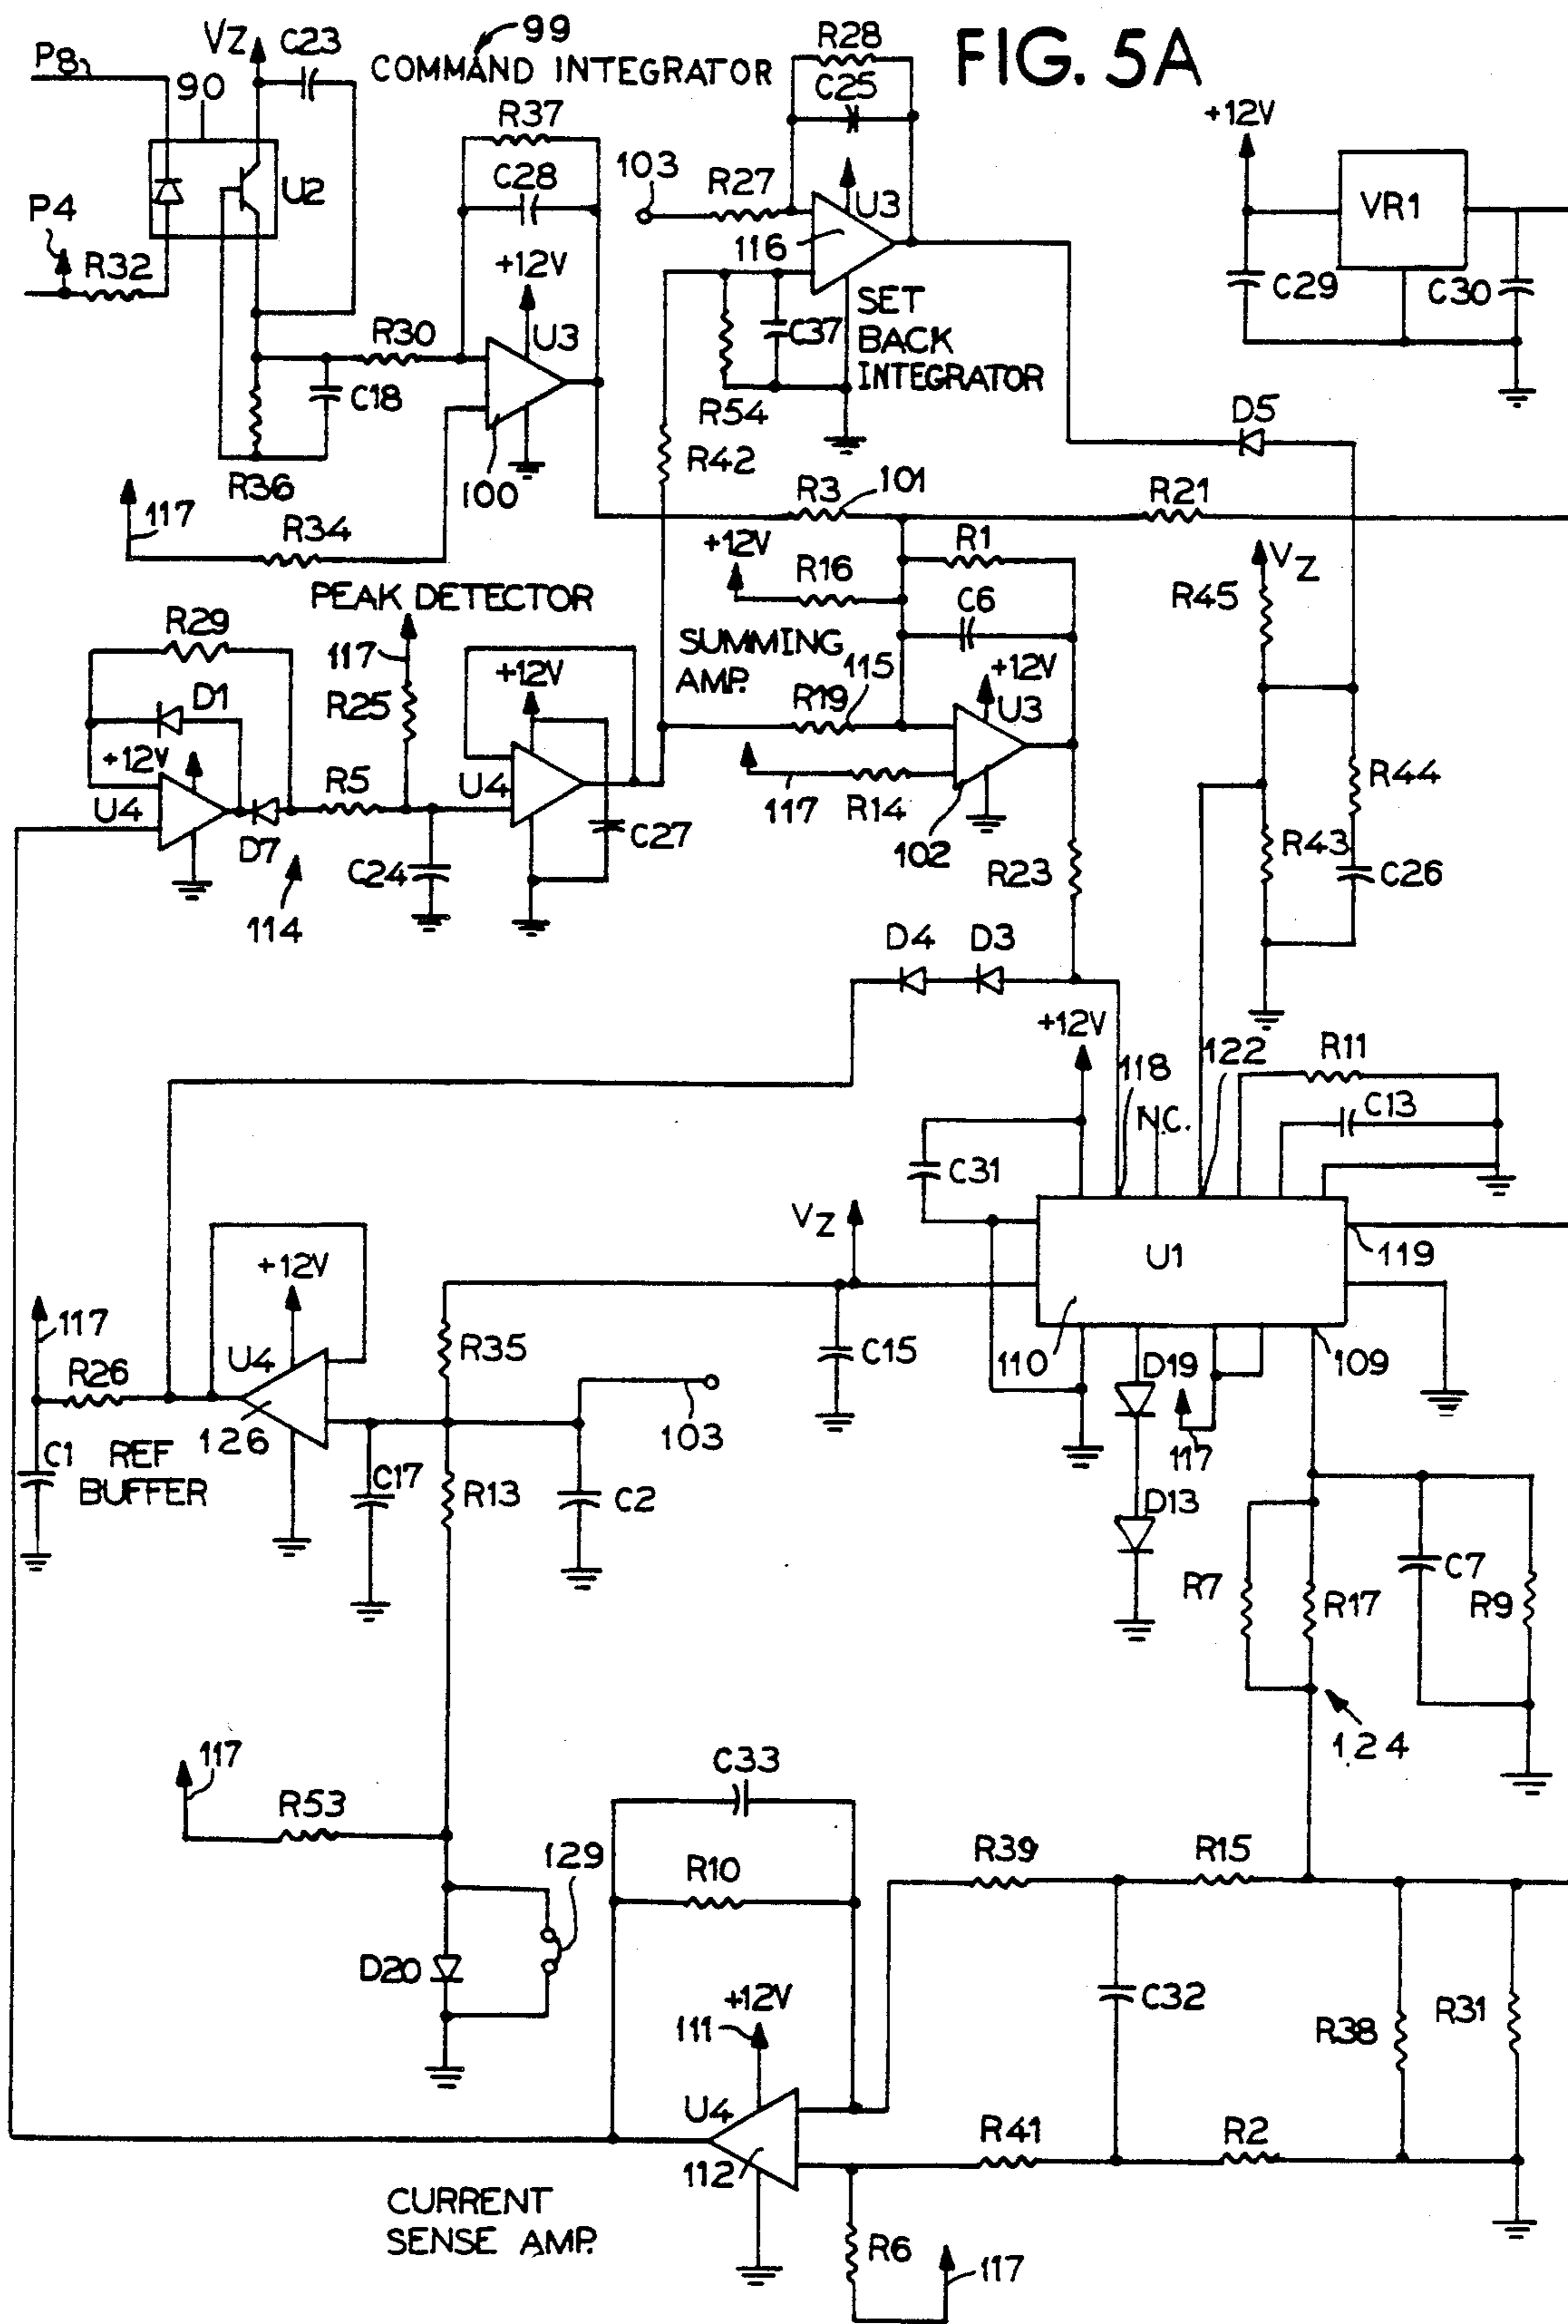 FIG. 5A
99
COMMAND INTEGRATOR
P8
VZ
C23
90
U2
P4
R32
R37
C28
+12V
R30
U3
C18
R36
100
117
R34
R28
C25
103
R27
U3
116
C37
SET
BACK
INTEGRATOR
R54
R42
+12V
VR1
C29
C30
D5
R3
101
R21
+12V
R16
R1
C6
VZ
R45
PEAK DETECTOR
R29
117
D1
R25
+12V
+12V
U4
R5
U4
D7
C24
C27
114
SUMMING
AMP.
115
R19
+12V
U3
117
R14
102
R23
R44
R43
C26
D4
D3
+12V
118
122
R11
N.C.
C13
C31
VZ
U1
119
110
109
C15
+12V
117
U4
R26
126
C1
REF
BUFFER
R35
C17
R13
103
C2
D19
117
D13
R7
R17
C7
R9
124
117
R53
129
D20
C33
R10
R39
R15
C32
R38
R31
+12V
111
U4
112
R41
R2
CURRENT
SENSE AMP.
R6
117